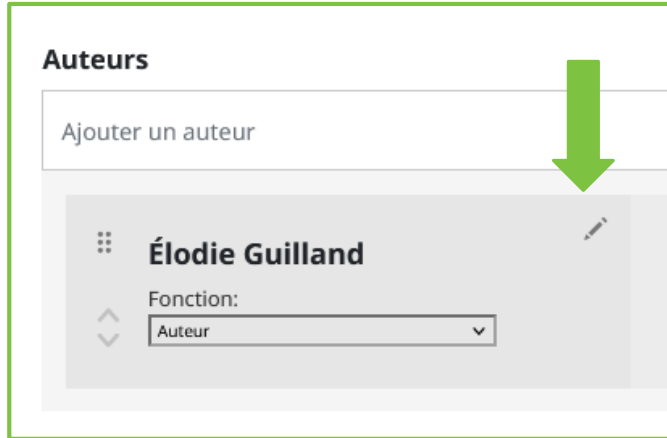 Auteurs
Ajouter un auteur
Élodie Guilland
Fonction:
Auteur